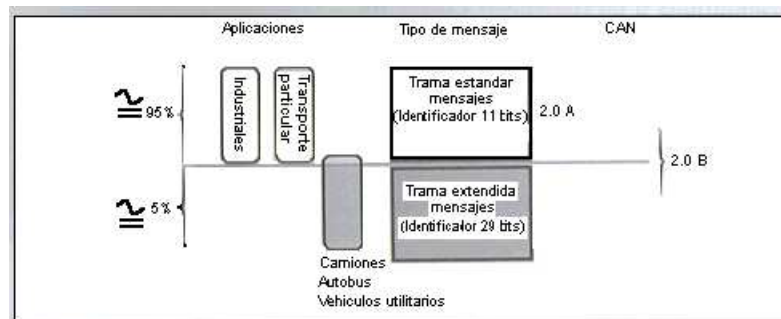 Aplicaciones
Tipo de mensaje
CAN
≅ 95%
Industriales
Transporte
particular
Trama estandar
mensajes
(Identificador 11 bits)
2.0 A
2.0 B
≅ 5%
Trama extendida
mensajes
(Identificador 29 bits)
Camiones
Autobus
Vehiculos utilitarios